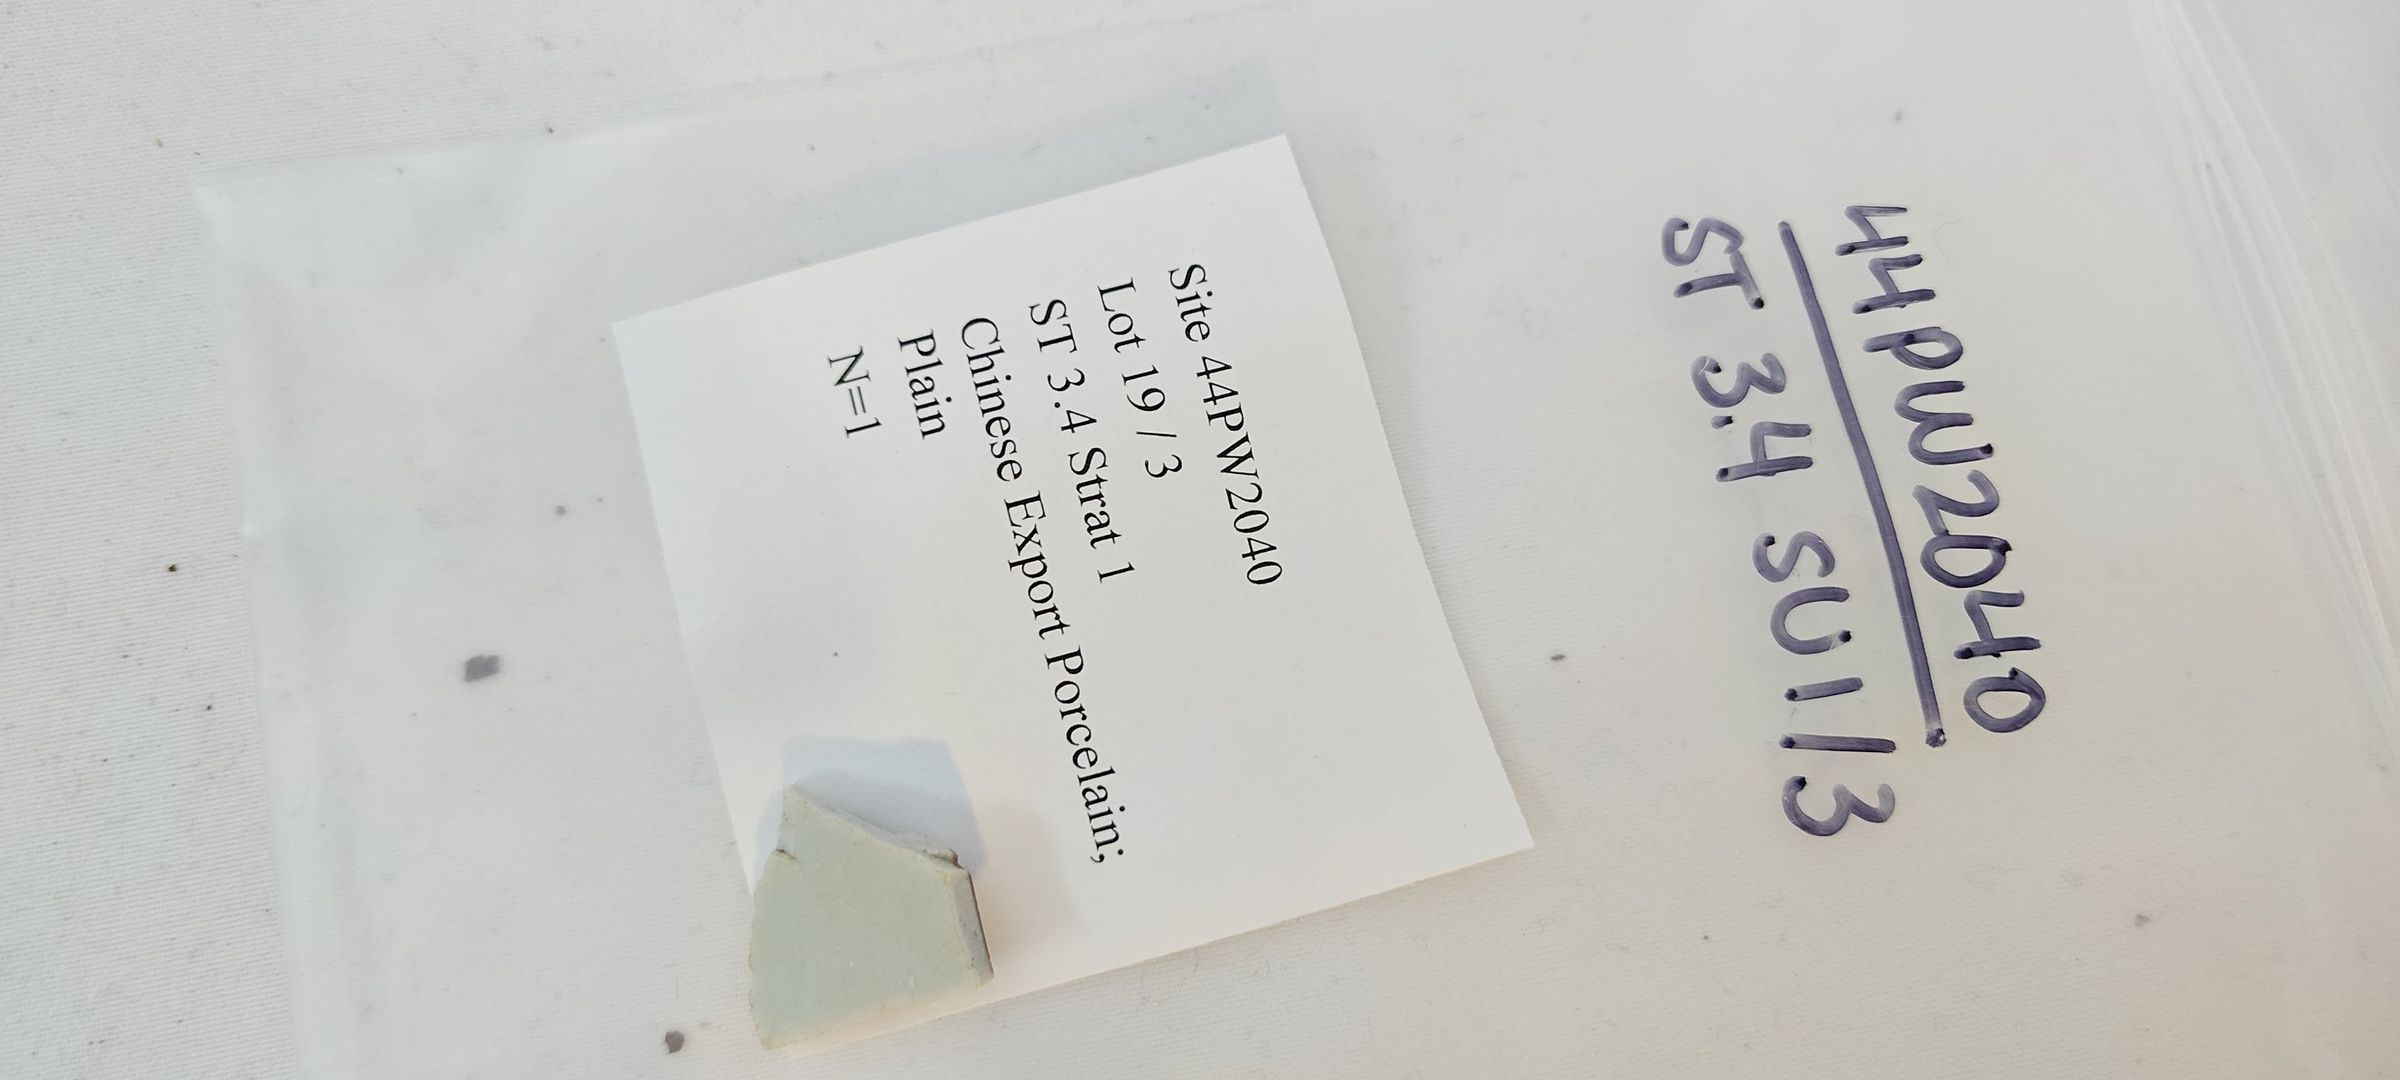 44PW2040
ST 3.4 SU1/3
Site 44PW2040
Lot 19 / 3
ST 3.4 Strat 1
Chinese Export Porcelain;
Plain
N=1